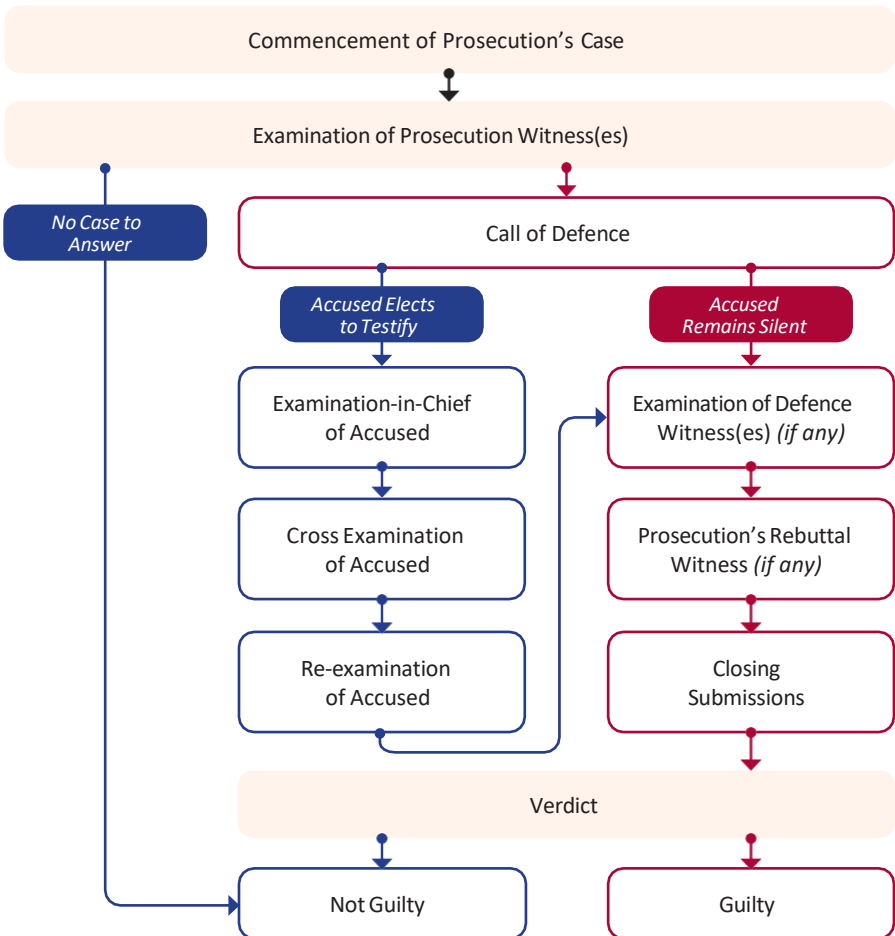 Commencement of Prosecution’s Case
Examination of Prosecution Witness(es)
No Case to
Answer
Call of Defence
Accused Elects
to Testify
Accused
Remains Silent
Examination-in-Chief
of Accused
Examination of Defence
Witness(es) (if any)
Cross Examination
of Accused
Prosecution’s Rebuttal
Witness (if any)
Re-examination
of Accused
Closing
Submissions
Verdict
Not Guilty
Guilty